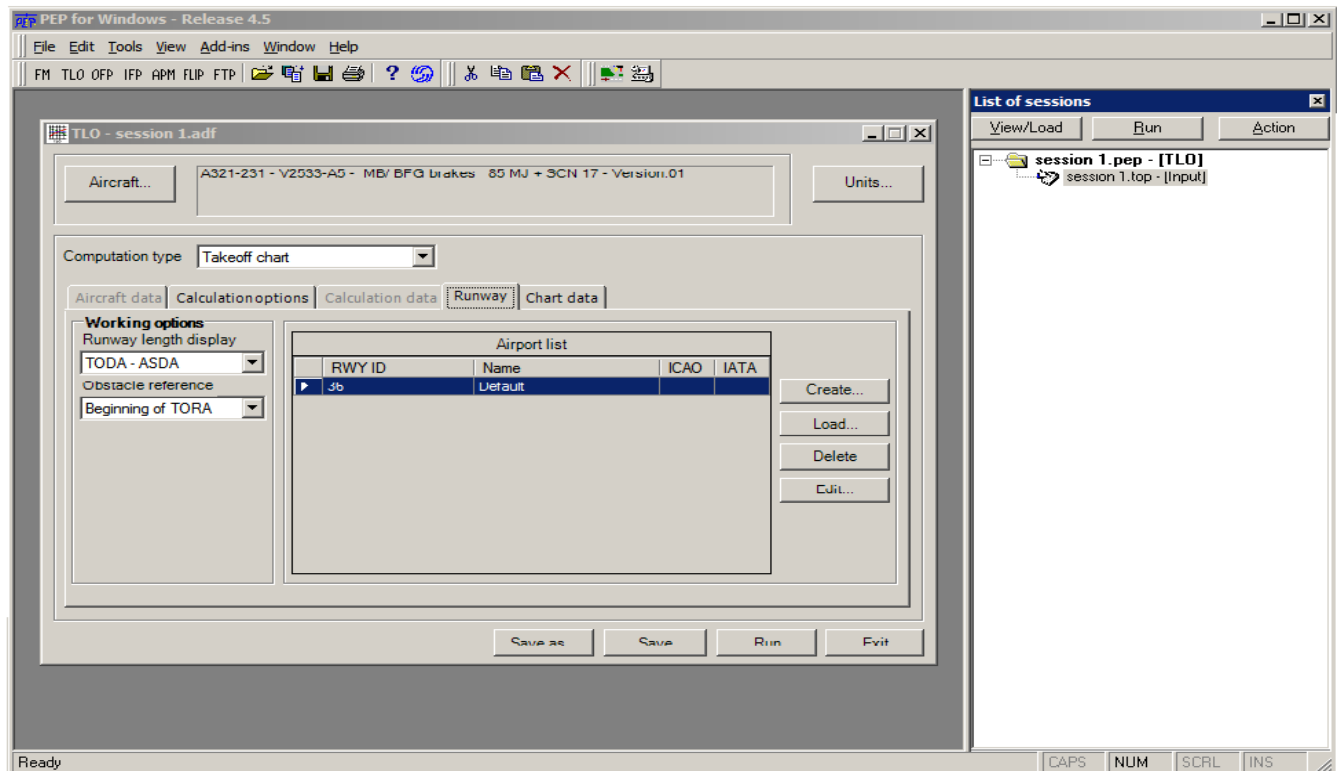 PEP for Windows - Release 4.5
File Edit Tools View Add-ins Window Help
FM TLO OFP IFP APM FLIP FTP
List of sessions
View/Load Run Action
session 1.pep - [TLO]
session 1.top - [Input]
TLO - session 1.adf
Aircraft...
A321-231 - V2533-A5 - MB/ BFG brakes 85 MJ + SCN 17 - Version.01
Units...
Computation type Takeoff chart
Aircraft data Calculation options Calculation data Runway Chart data
Working options
Runway length display
TODA - ASDA
Obstacle reference
Beginning of TORA
Airport list
RWY ID Name ICAO IATA
36 Default
Create...
Load...
Delete
Edit...
Save as Save Run Exit
Ready
CAPS NUM SCRL INS